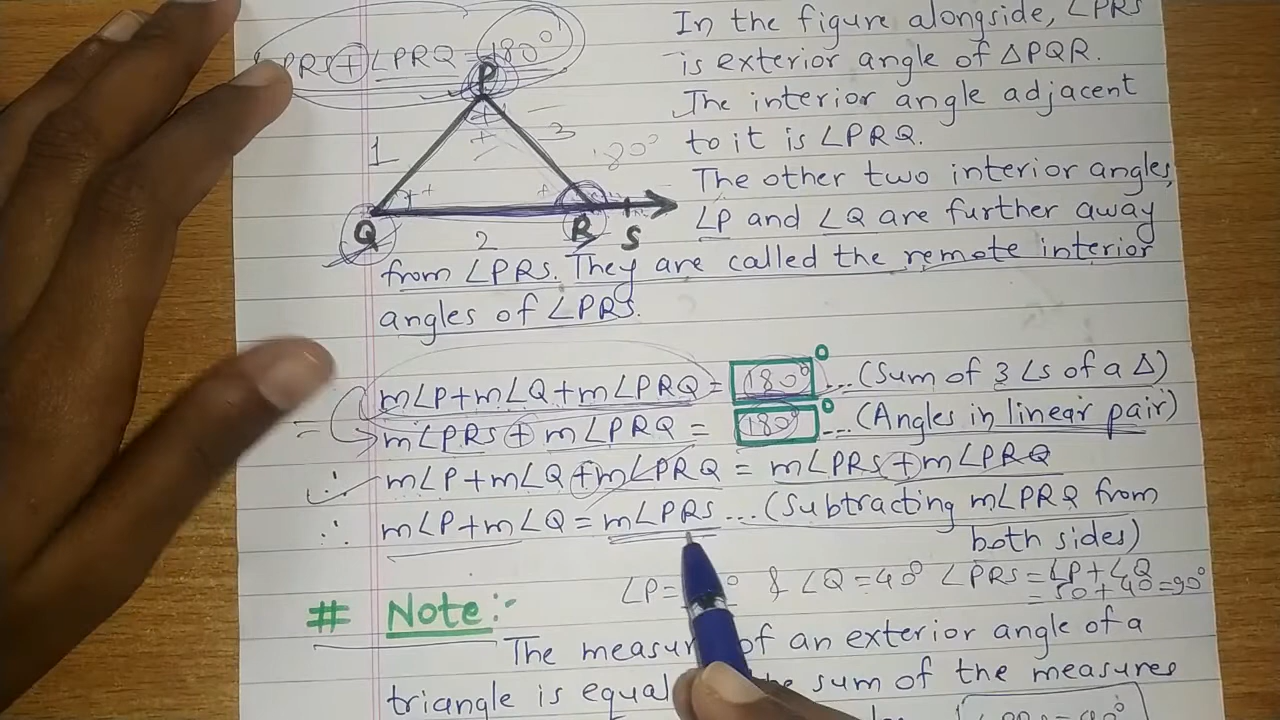 PRS + ∠PRQ = 180°
In the figure alongside, ∠PRS
is exterior angle of ΔPQR.
The interior angle adjacent
to it is ∠PRQ.
The other two interior angles,
∠P and ∠Q are further away
from ∠PRS. They are called the remote interior
angles of ∠PRS.
P
1
3
180°
Q
2
R
S
m∠P+m∠Q+m∠PRQ = 180° ... (Sum of 3 ∠s of a Δ)
m∠PRS + m∠PRQ = 180° ... (Angles in linear pair)
∴ m∠P+m∠Q+m∠PRQ = m∠PRS+m∠PRQ
∴ m∠P+m∠Q = m∠PRS ... (Subtracting m∠PRQ from
both sides)
∠P= ° & ∠Q=40° ∠PRS = ∠P+∠Q
= 50+40=90°
# Note:-
The measure of an exterior angle of a
triangle is equal the sum of the measures